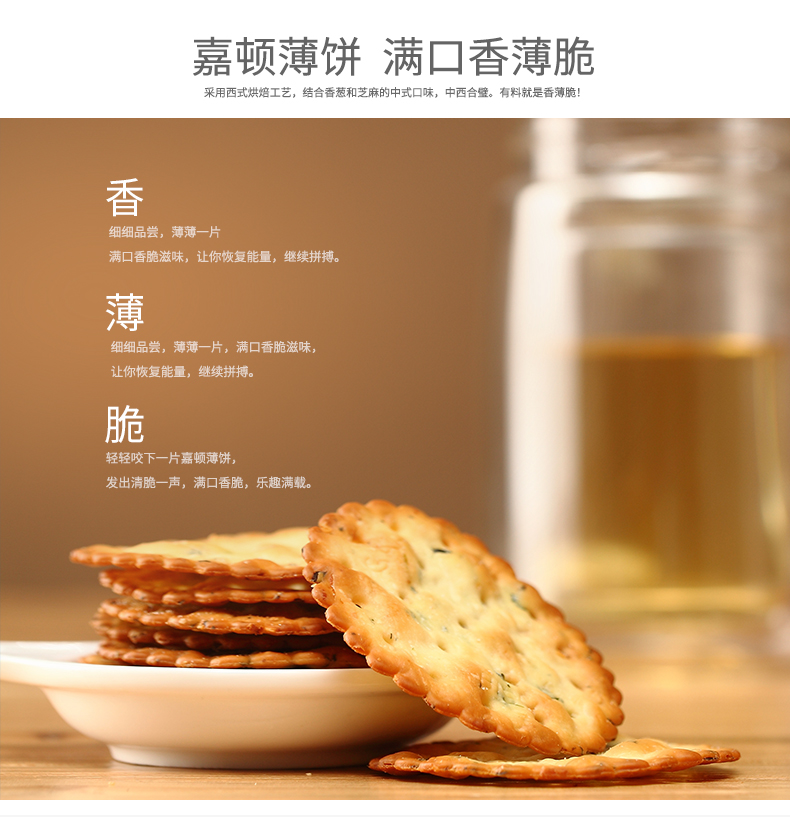 嘉顿薄饼 满口香薄脆
采用西式烘焙工艺，结合香葱和芝麻的中式口味，中西合璧。有料就是香薄脆！
香
细细品尝，薄薄一片
满口香脆滋味，让你恢复能量，继续拼搏。
薄
细细品尝，薄薄一片，满口香脆滋味，
让你恢复能量，继续拼搏。
脆
轻轻咬下一片嘉顿薄饼，
发出清脆一声，满口香脆，乐趣满载。